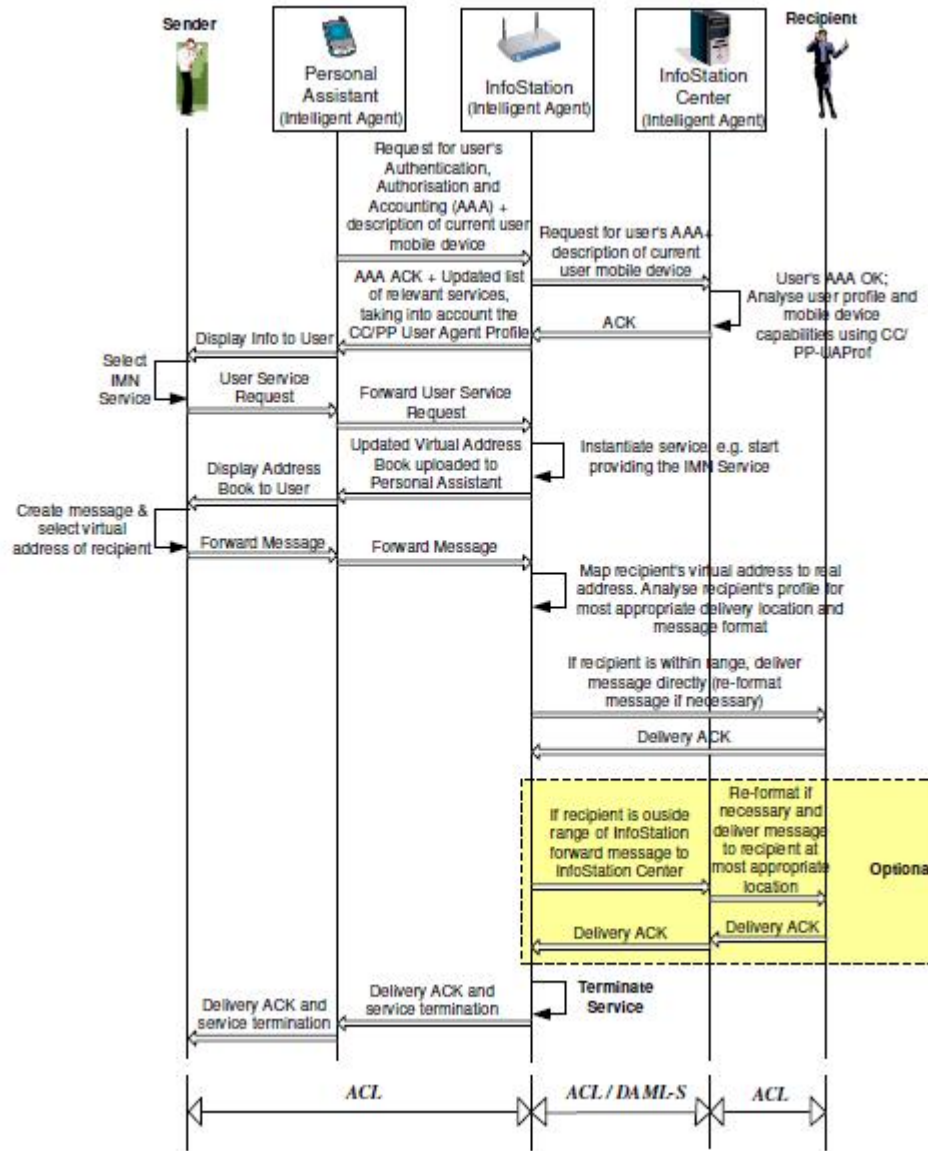 Sender
Recipient
Personal
Assistant
(Intelligent Agent)
InfoStation
(Intelligent Agent)
InfoStation
Center
(Intelligent Agent)
Request for user's
Authentication,
Authorisation and
Accounting (AAA) +
description of current user
mobile device
Request for user's AAA+
description of current
user mobile device
User's AAA OK;
Analyse user profile and
mobile device
capabilities using CC/
PP-UAProf
AAA ACK + Updated list
of relevant services,
taking into account the
CC/PP User Agent Profile
ACK
Display Info to User
Select
IMN
Service
User Service
Request
Forward User Service
Request
Instantiate service, e.g. start
providing the IMN Service
Updated Virtual Address
Book uploaded to
Personal Assistant
Display Address
Book to User
Create message &
select virtual
address of recipient
Forward Message
Forward Message
Map recipient's virtual address to real
address. Analyse recipient's profile for
most appropriate delivery location and
message format
If recipient is within range, deliver
message directly (re-format
message if necessary)
Delivery ACK
If recipient is ouside
range of InfoStation
forward message to
InfoStation Center
Re-format if
necessary and
deliver message
to recipient at
most appropriate
location
Optiona
Delivery ACK
Delivery ACK
Terminate
Service
Delivery ACK and
service termination
Delivery ACK and
service termination
ACL
ACL / DAML-S
ACL